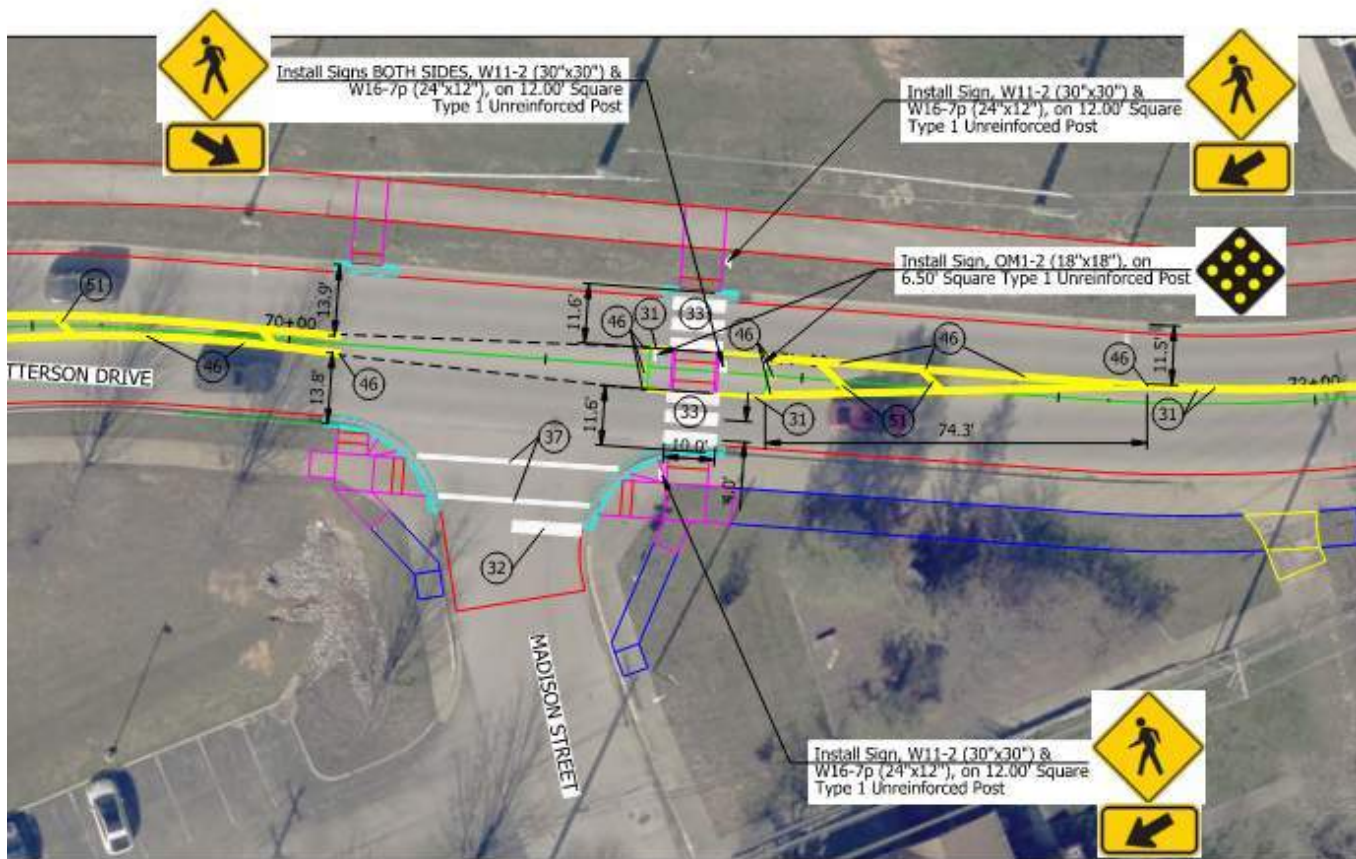 Install Signs BOTH SIDES, W11-2 (30"x30") &
W16-7p (24"x12"), on 12.00' Square
Type 1 Unreinforced Post
Install Sign, W11-2 (30"x30") &
W16-7p (24"x12"), on 12.00' Square
Type 1 Unreinforced Post
Install Sign, OM1-2 (18"x18"), on
6.50' Square Type 1 Unreinforced Post
51
13.9'
70+00
11.6'
46
31
33
46
46
46
11.5'
46
46
TTERSON DRIVE
13.8'
11.6'
33
31
51
74.3'
31
72+00
10.0'
37
32
MADISON STREET
Install Sign, W11-2 (30"x30") &
W16-7p (24"x12"), on 12.00' Square
Type 1 Unreinforced Post